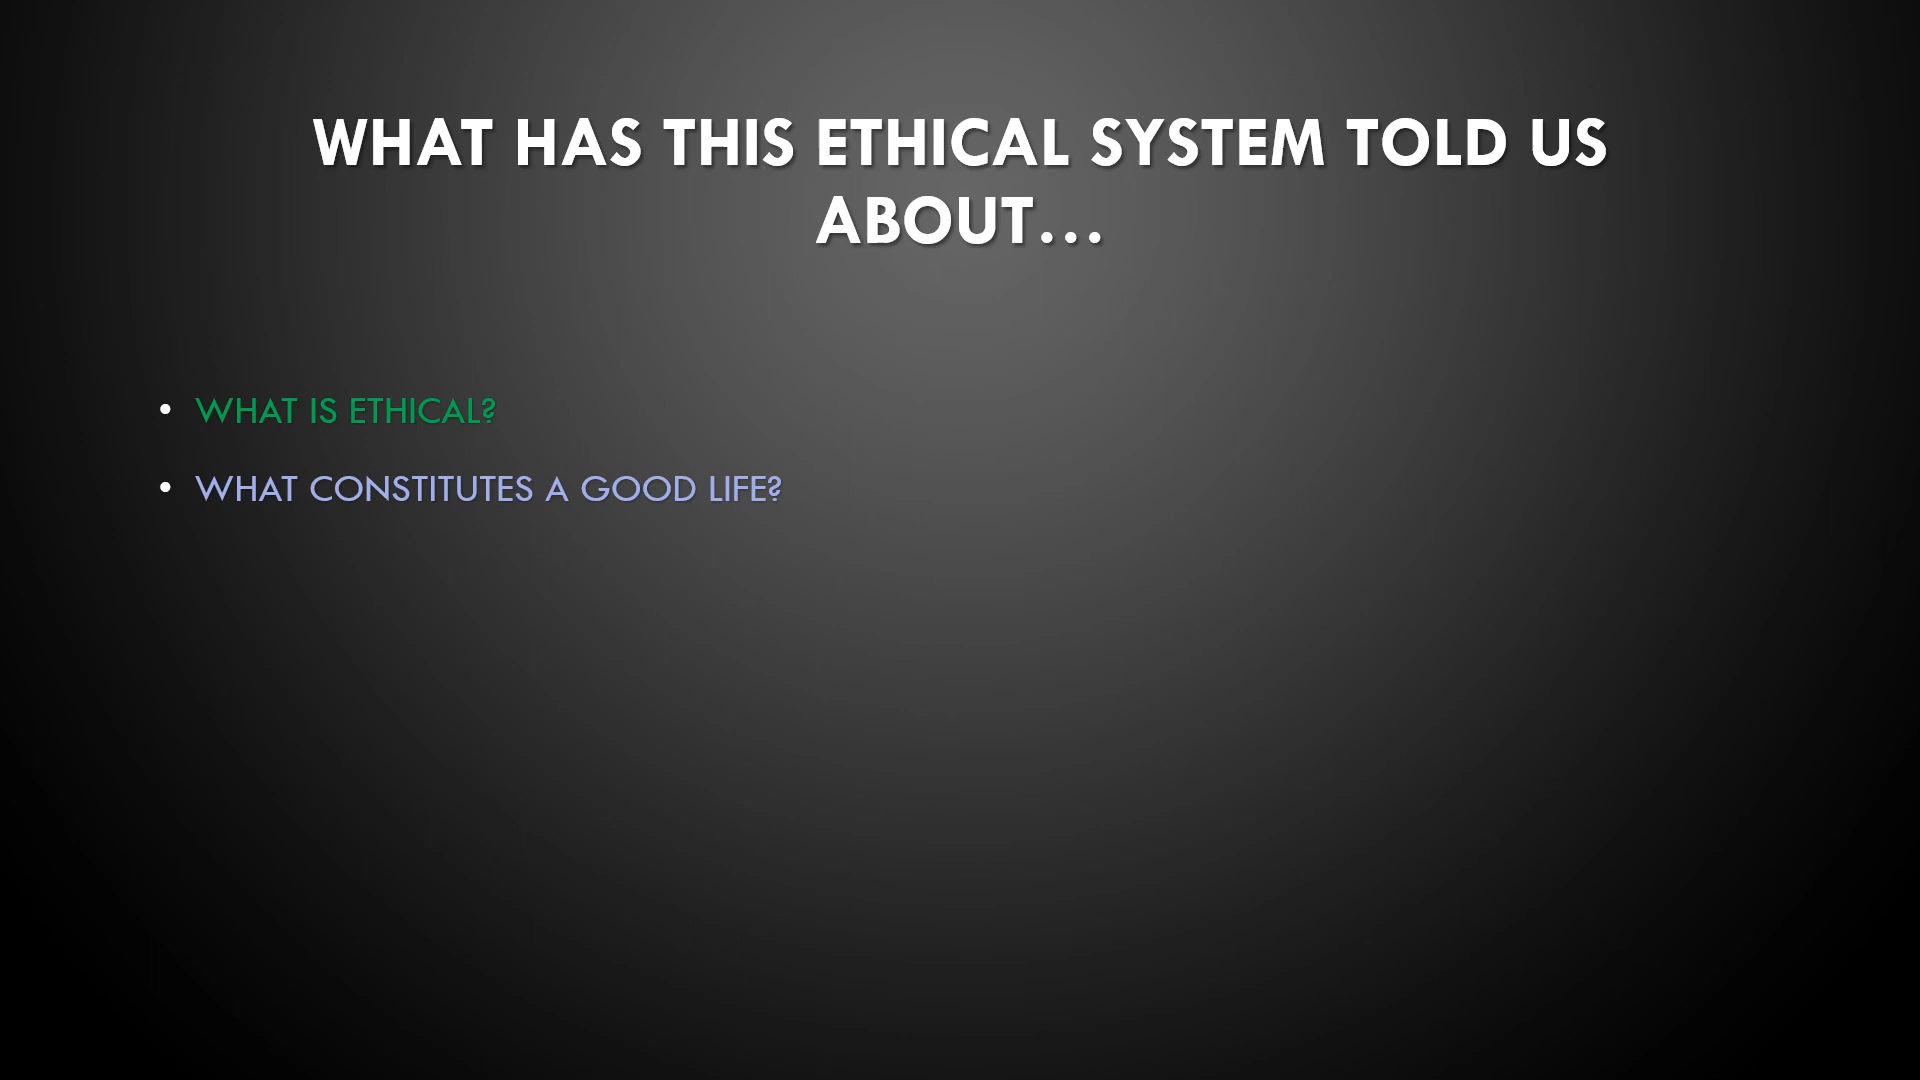 WHAT HAS THIS ETHICAL SYSTEM TOLD US
ABOUT…
• WHAT IS ETHICAL?
• WHAT CONSTITUTES A GOOD LIFE?